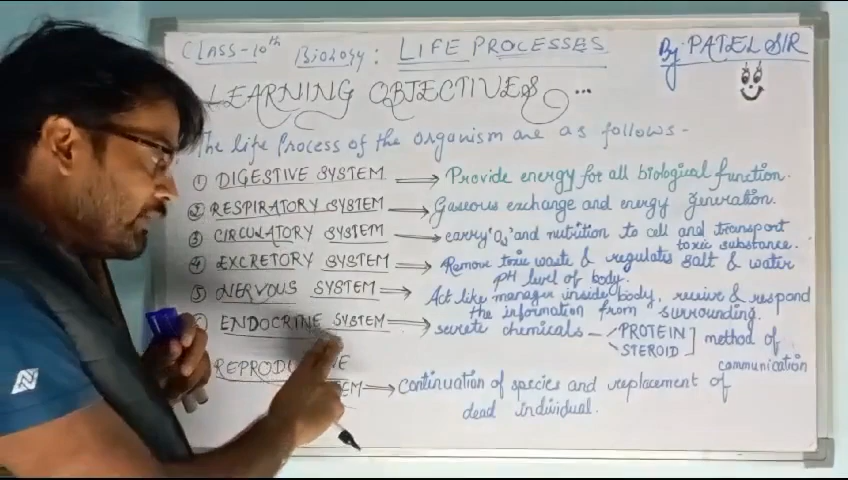 CLASS-10th Biology: LIFE PROCESSES
By: PATEL SIR
LEARNING OBJECTIVES ...
The life Process of the organism are as follows-
① DIGESTIVE SYSTEM → Provide energy for all biological function.
② RESPIRATORY SYSTEM → Gaseous exchange and energy generation.
③ CIRCULATORY SYSTEM → carry 'O₂' and nutrition to cell and transport
toxic substance.
④ EXCRETORY SYSTEM → Remove toxic waste & regulates salt & water
pH level of body.
⑤ NERVOUS SYSTEM → Act like manager inside body, receive & respond
the information from surrounding.
ENDOCRINE SYSTEM → secrete chemicals — PROTEIN
STEROID ] method of
communication
→ Continuation of species and replacement of
dead individual.